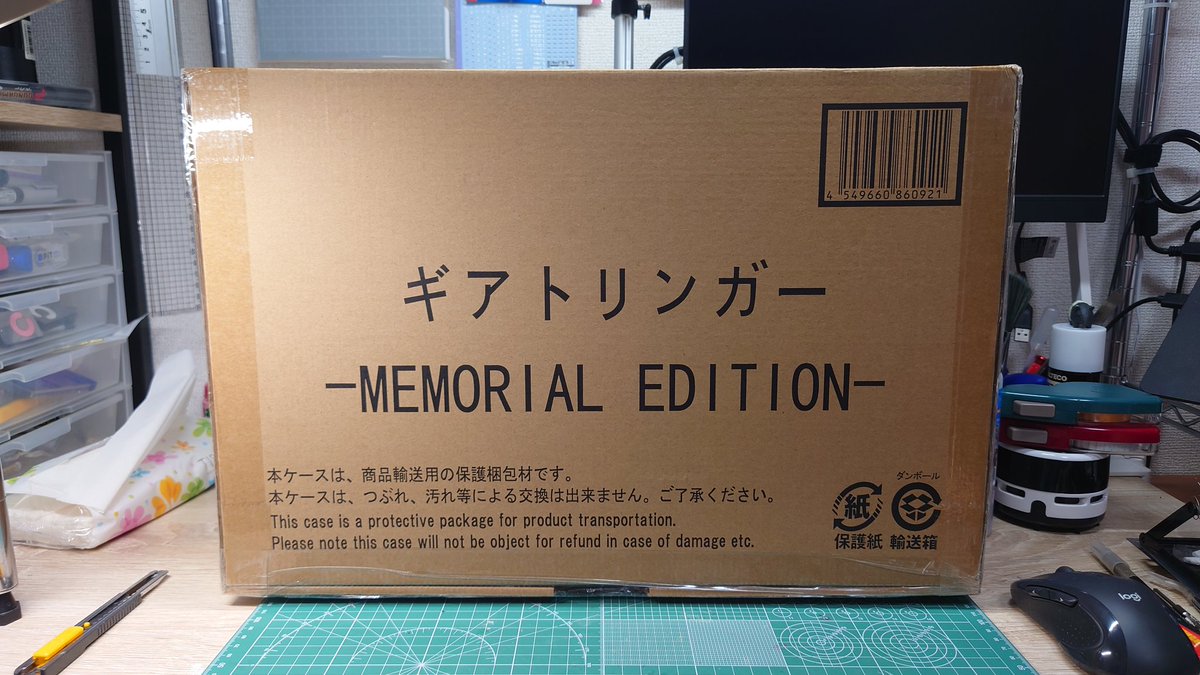 4 549660 860921
ギアトリンガー
−MEMORIAL EDITION−
本ケースは、商品輸送用の保護梱包材です。
本ケースは、つぶれ、汚れ等による交換は出来ません。ご了承ください。
This case is a protective package for product transportation.
Please note this case will not be object for refund in case of damage etc.
ダンボール
紙
保護紙 輸送箱
logi